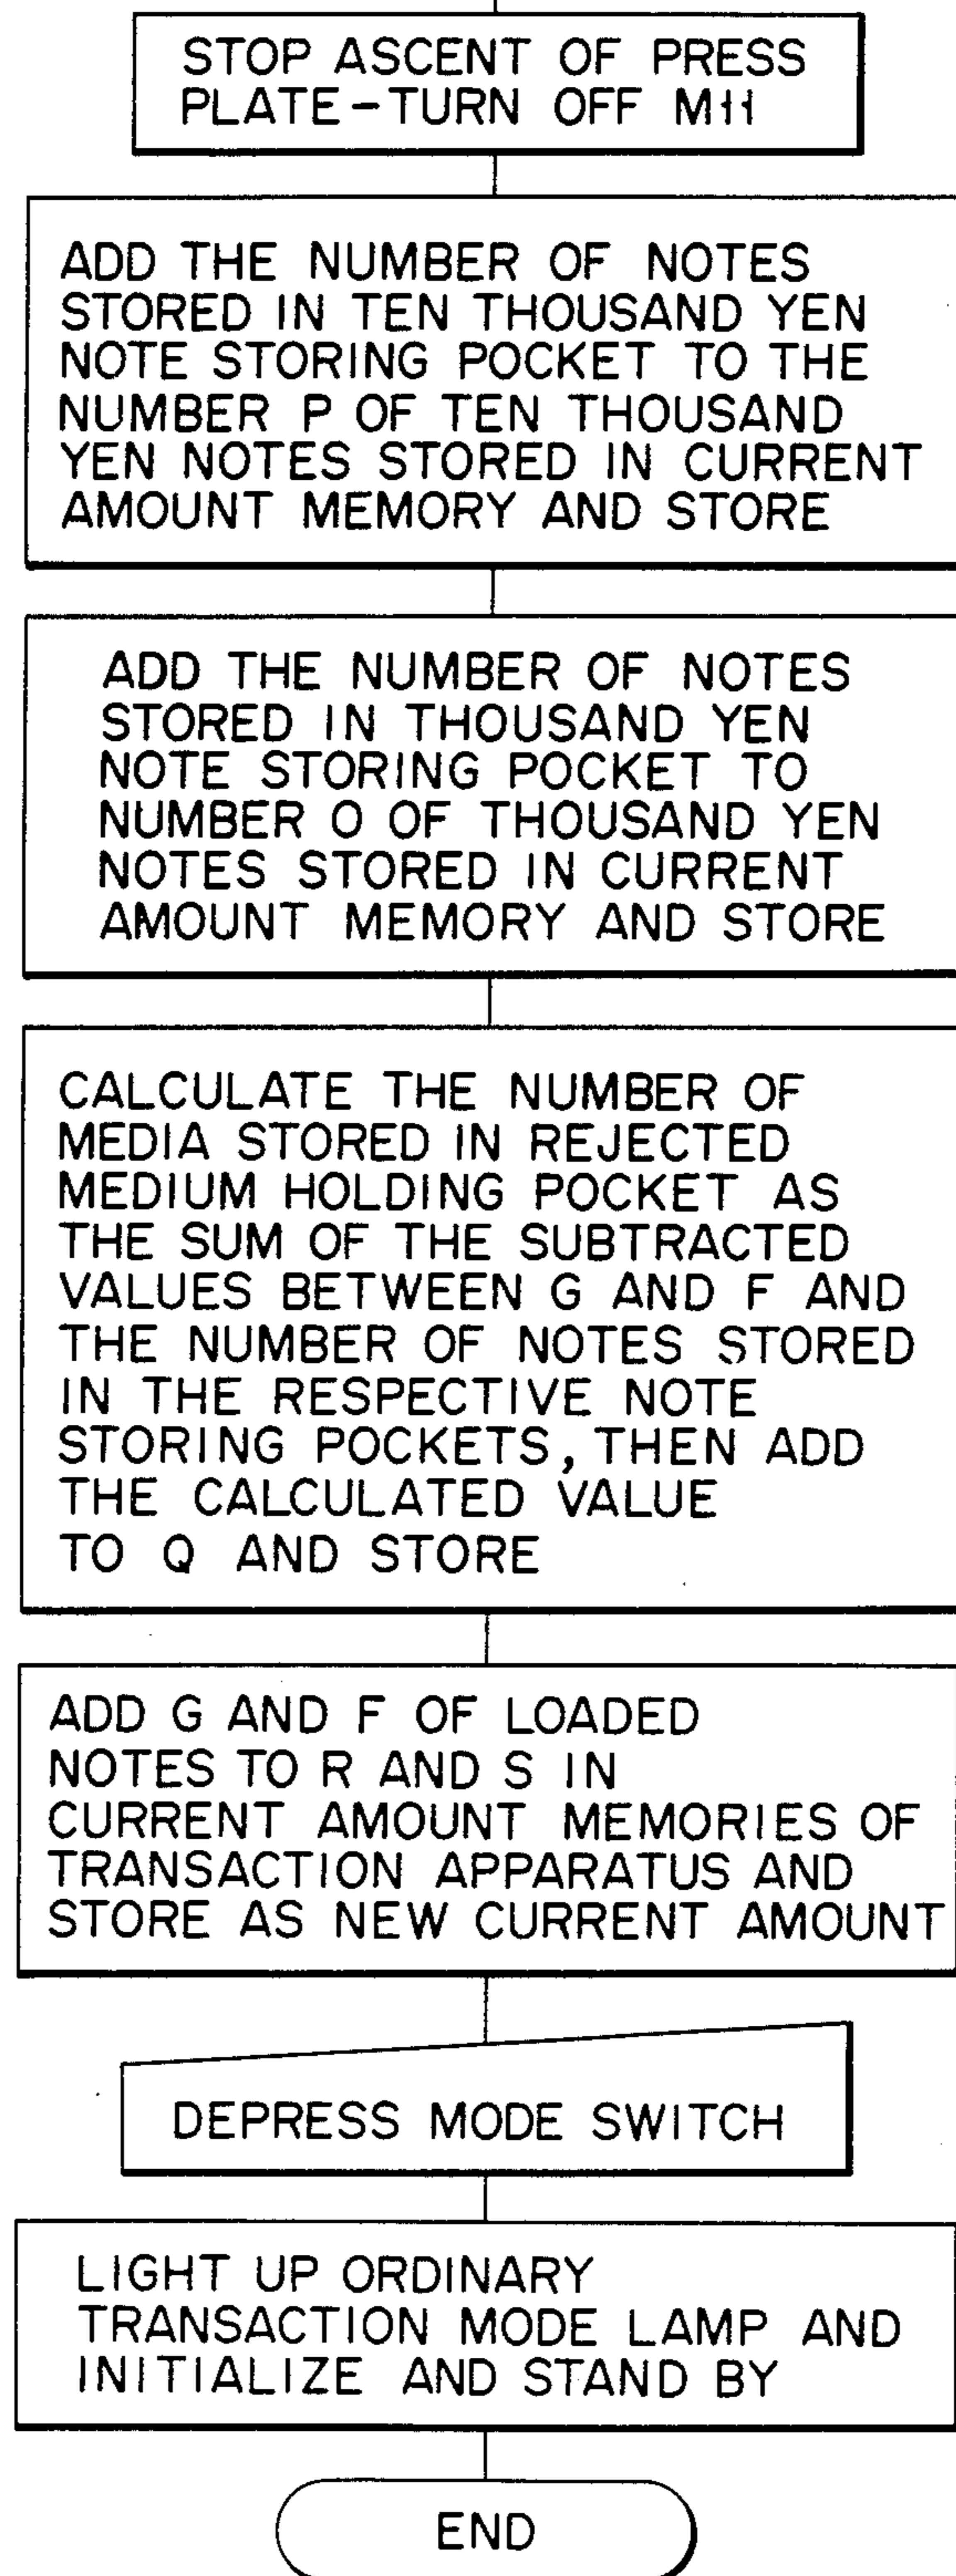 STOP ASCENT OF PRESS
PLATE-TURN OFF M11
ADD THE NUMBER OF NOTES
STORED IN TEN THOUSAND YEN
NOTE STORING POCKET TO THE
NUMBER P OF TEN THOUSAND
YEN NOTES STORED IN CURRENT
AMOUNT MEMORY AND STORE
ADD THE NUMBER OF NOTES
STORED IN THOUSAND YEN
NOTE STORING POCKET TO
NUMBER O OF THOUSAND YEN
NOTES STORED IN CURRENT
AMOUNT MEMORY AND STORE
CALCULATE THE NUMBER OF
MEDIA STORED IN REJECTED
MEDIUM HOLDING POCKET AS
THE SUM OF THE SUBTRACTED
VALUES BETWEEN G AND F AND
THE NUMBER OF NOTES STORED
IN THE RESPECTIVE NOTE
STORING POCKETS, THEN ADD
THE CALCULATED VALUE
TO Q AND STORE
ADD G AND F OF LOADED
NOTES TO R AND S IN
CURRENT AMOUNT MEMORIES OF
TRANSACTION APPARATUS AND
STORE AS NEW CURRENT AMOUNT
DEPRESS MODE SWITCH
LIGHT UP ORDINARY
TRANSACTION MODE LAMP AND
INITIALIZE AND STAND BY
END